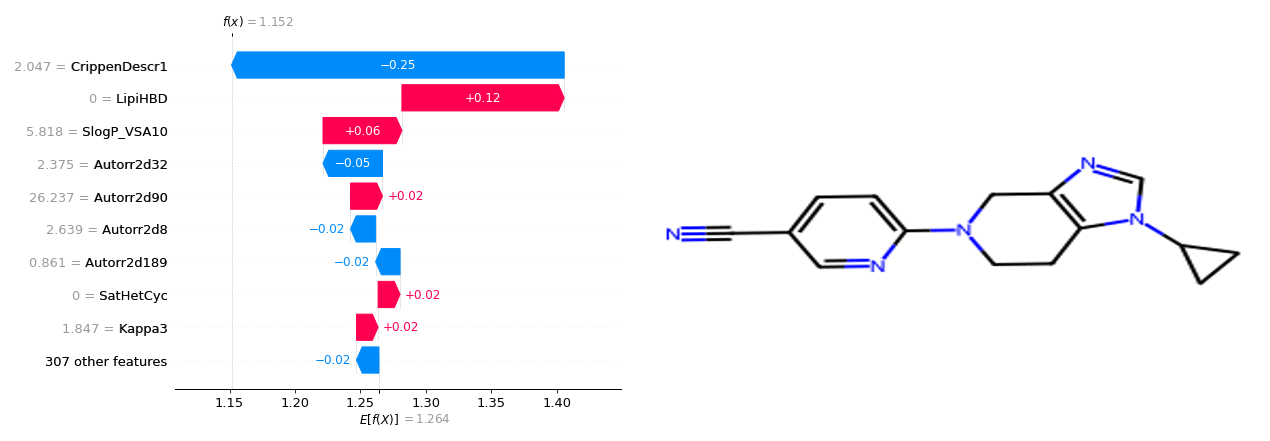 f(x) = 1.152
2.047 = CrippenDescr1
−0.25
0 = LipiHBD
+0.12
5.818 = SlogP_VSA10
+0.06
2.375 = Autorr2d32
−0.05
26.237 = Autorr2d90
+0.02
2.639 = Autorr2d8
−0.02
0.861 = Autorr2d189
−0.02
0 = SatHetCyc
+0.02
1.847 = Kappa3
+0.02
307 other features
−0.02
1.15 1.20 1.25 1.30 1.35 1.40
E[f(X)] = 1.264
N
N
N
N
N